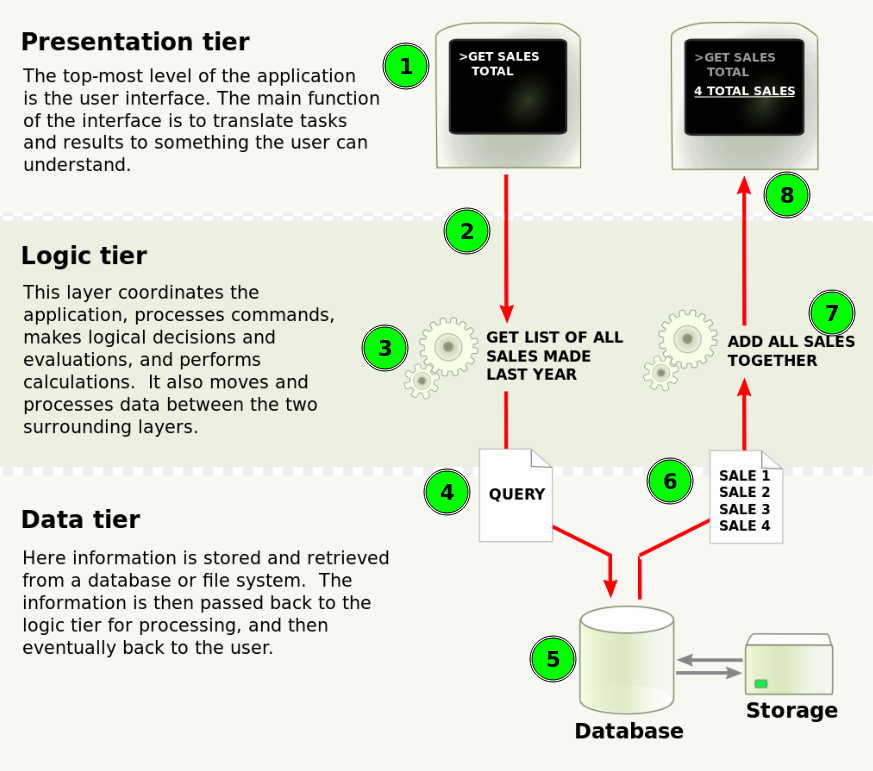 Presentation tier
The top-most level of the application
is the user interface. The main function
of the interface is to translate tasks
and results to something the user can
understand.
1
>GET SALES
TOTAL
>GET SALES
TOTAL
4 TOTAL SALES
2
8
Logic tier
This layer coordinates the
application, processes commands,
makes logical decisions and
evaluations, and performs
calculations.  It also moves and
processes data between the two
surrounding layers.
3
GET LIST OF ALL
SALES MADE
LAST YEAR
7
ADD ALL SALES
TOGETHER
4
QUERY
6
SALE 1
SALE 2
SALE 3
SALE 4
Data tier
Here information is stored and retrieved
from a database or file system.  The
information is then passed back to the
logic tier for processing, and then
eventually back to the user.
5
Database
Storage